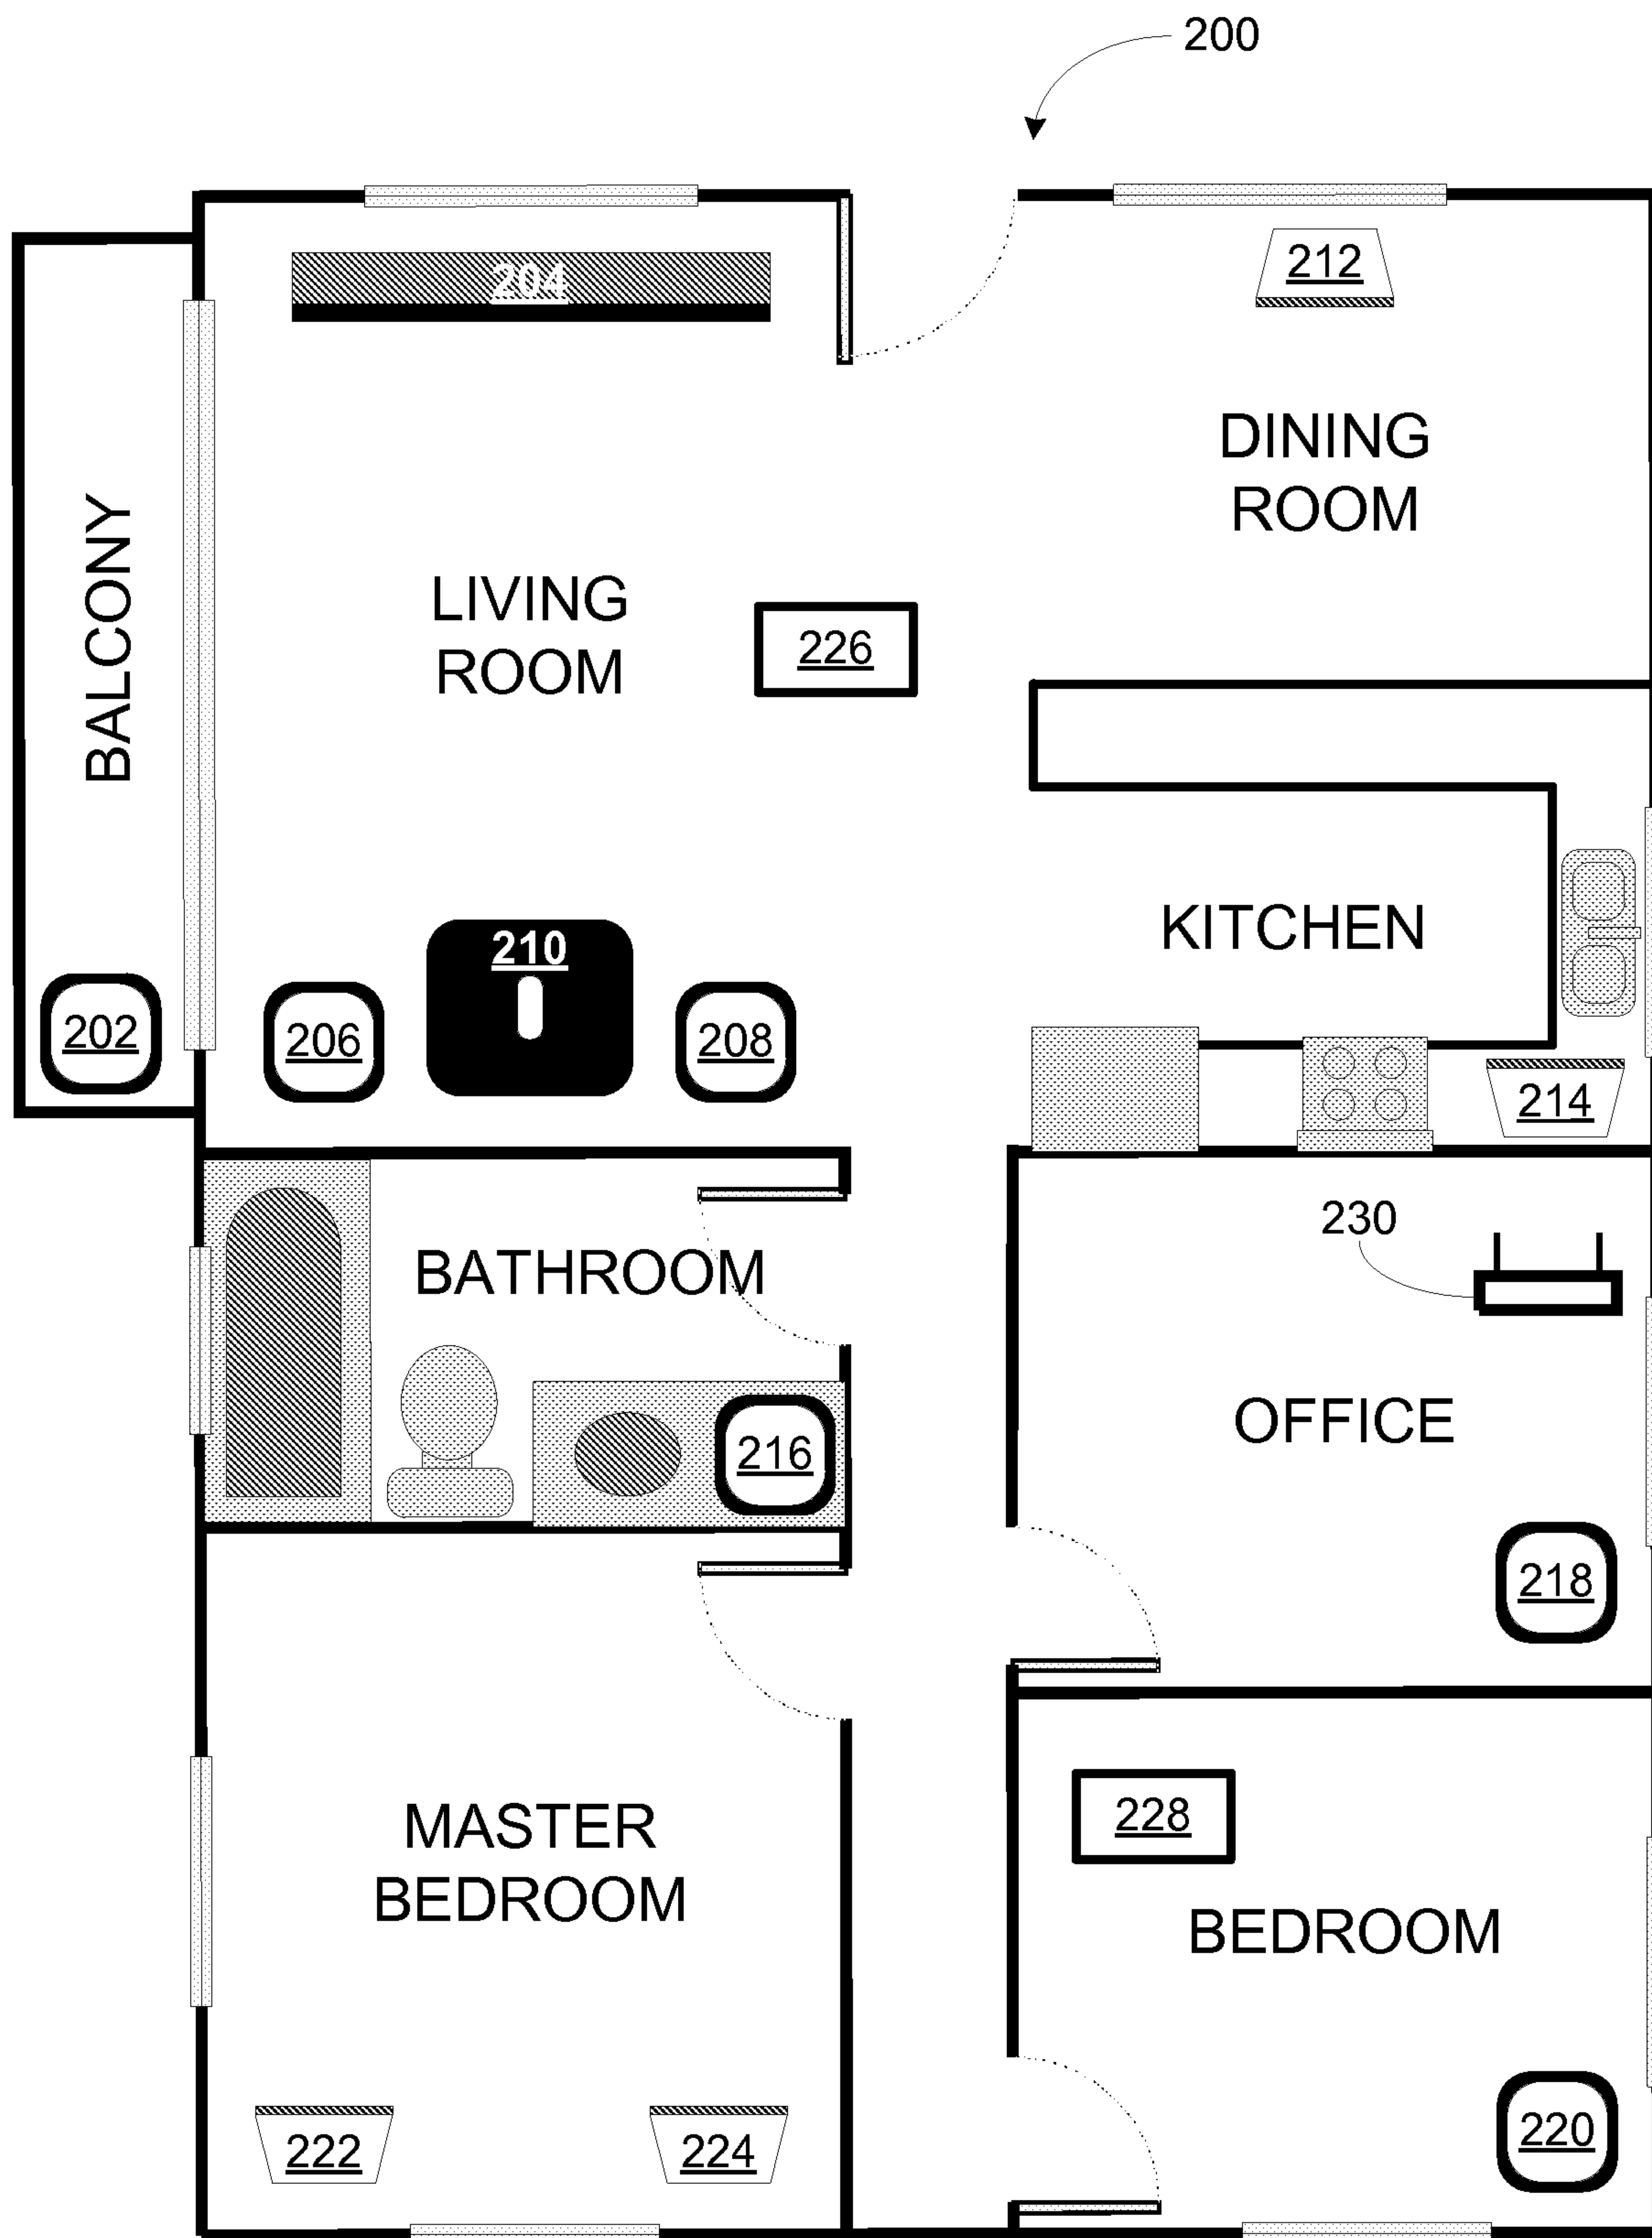 200
204
212
DINING
ROOM
BALCONY
LIVING
ROOM
226
KITCHEN
210
202
206
208
214
230
BATHROOM
OFFICE
216
218
228
MASTER
BEDROOM
BEDROOM
222
224
220